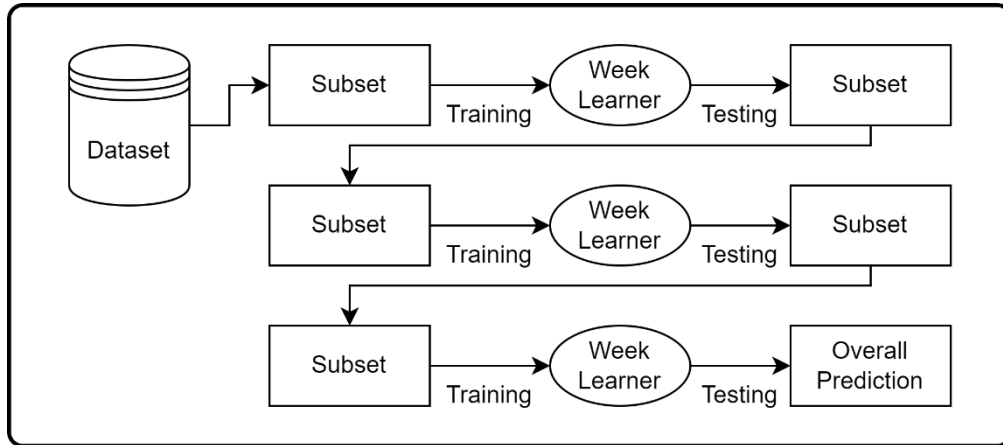 Dataset
Subset
Training
Week
Learner
Testing
Subset
Subset
Training
Week
Learner
Testing
Subset
Subset
Training
Week
Learner
Testing
Overall
Prediction